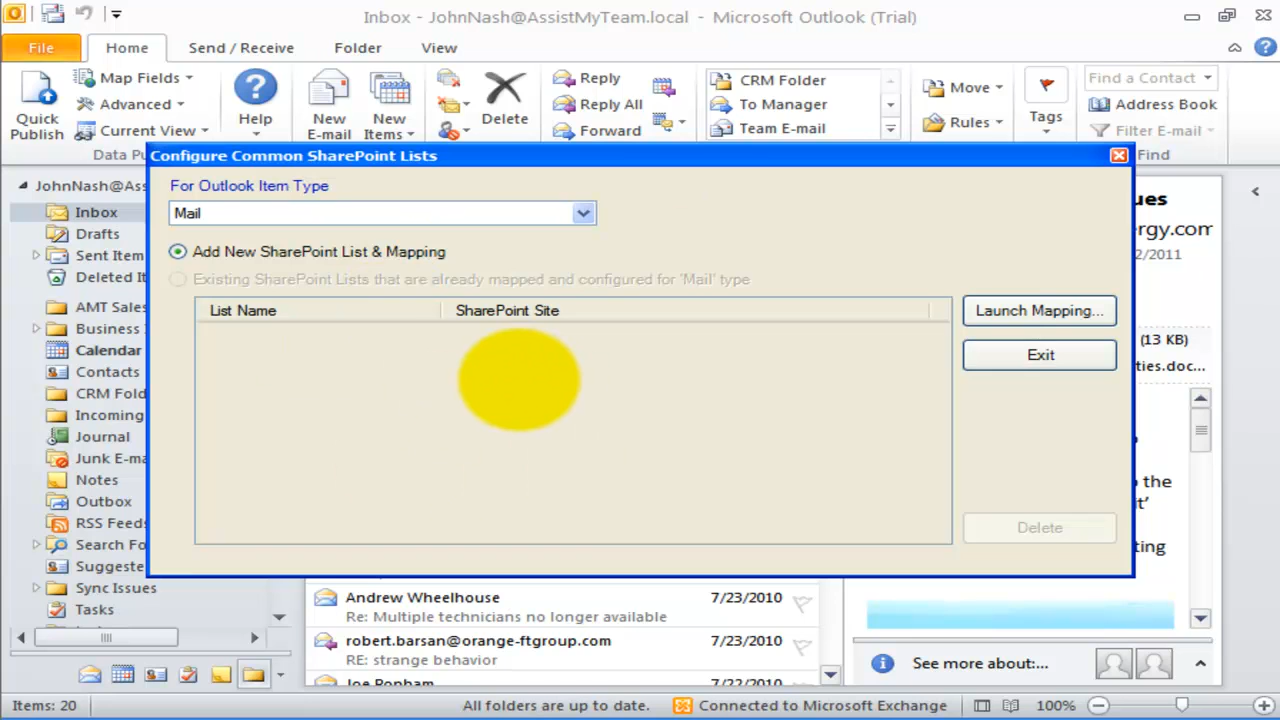 Inbox - JohnNash@AssistMyTeam.local - Microsoft Outlook (Trial)
File Home Send / Receive Folder View
Quick Publish
Map Fields
Advanced
Current View
Help
New E-mail
New Items
Delete
Reply
Reply All
Forward
CRM Folder
To Manager
Team E-mail
Move
Rules
Tags
Find a Contact
Address Book
Filter E-mail
Data Pu
Find
Configure Common SharePoint Lists
For Outlook Item Type
Mail
Add New SharePoint List & Mapping
Existing SharePoint Lists that are already mapped and configured for 'Mail' type
List Name SharePoint Site
Launch Mapping...
Exit
Delete
JohnNash@Ass
Inbox
Drafts
Sent Item
Deleted It
AMT Sales
Business
Calendar
Contacts
CRM Fold
Incoming
Journal
Junk E-ma
Notes
Outbox
RSS Feeds
Search Fo
Suggeste
Sync Issues
Tasks
ues
rgy.com
2/2011
(13 KB)
ties.doc...
the
it'
ting
Andrew Wheelhouse 7/23/2010
Re: Multiple technicians no longer available
robert.barsan@orange-ftgroup.com 7/23/2010
RE: strange behavior
7/22/2010
See more about:...
Items: 20
All folders are up to date.
Connected to Microsoft Exchange
100%